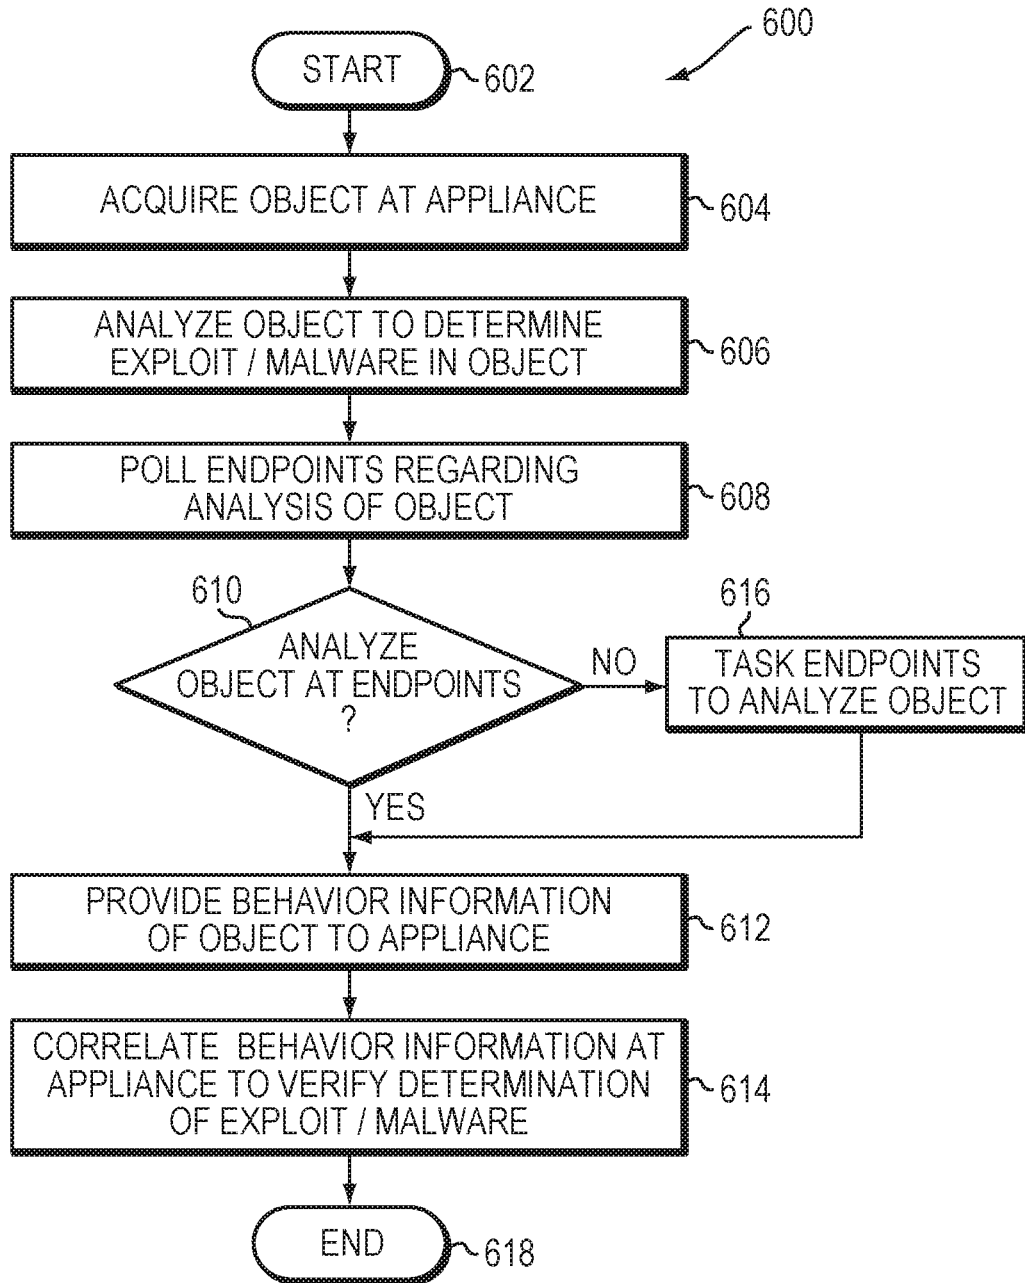 600
START
602
ACQUIRE OBJECT AT APPLIANCE
604
ANALYZE OBJECT TO DETERMINE
EXPLOIT / MALWARE IN OBJECT
606
POLL ENDPOINTS REGARDING
ANALYSIS OF OBJECT
608
610
ANALYZE
OBJECT AT ENDPOINTS
?
NO
616
TASK ENDPOINTS
TO ANALYZE OBJECT
YES
PROVIDE BEHAVIOR INFORMATION
OF OBJECT TO APPLIANCE
612
CORRELATE BEHAVIOR INFORMATION AT
APPLIANCE TO VERIFY DETERMINATION
OF EXPLOIT / MALWARE
614
END
618